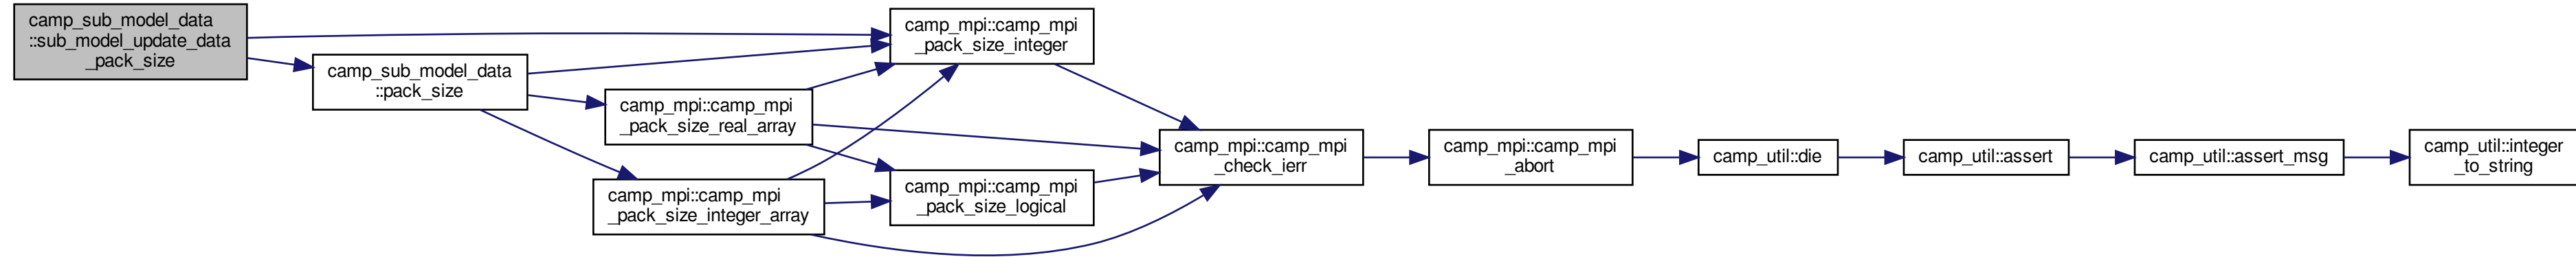 camp_sub_model_data
::sub_model_update_data
_pack_size
camp_sub_model_data
::pack_size
camp_mpi::camp_mpi
_pack_size_real_array
camp_mpi::camp_mpi
_pack_size_integer_array
camp_mpi::camp_mpi
_pack_size_integer
camp_mpi::camp_mpi
_pack_size_logical
camp_mpi::camp_mpi
_check_ierr
camp_mpi::camp_mpi
_abort
camp_util::die
camp_util::assert
camp_util::assert_msg
camp_util::integer
_to_string